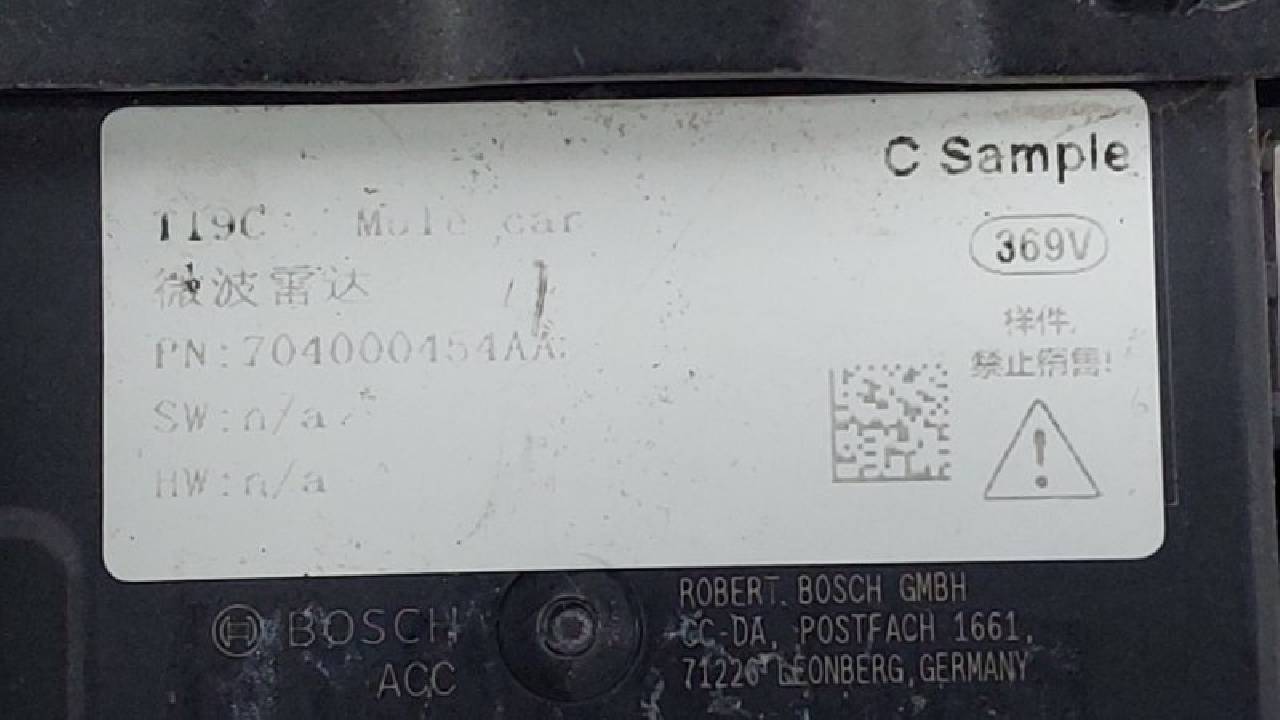 C Sample
T19C Mule car
369V
微波雷达
样件,
禁止销售!
PN:704000454AA
SW:n/a
HW:n/a
BOSCH
ACC
ROBERT BOSCH GMBH
CC-DA, POSTFACH 1661,
71226 LEONBERG,GERMANY